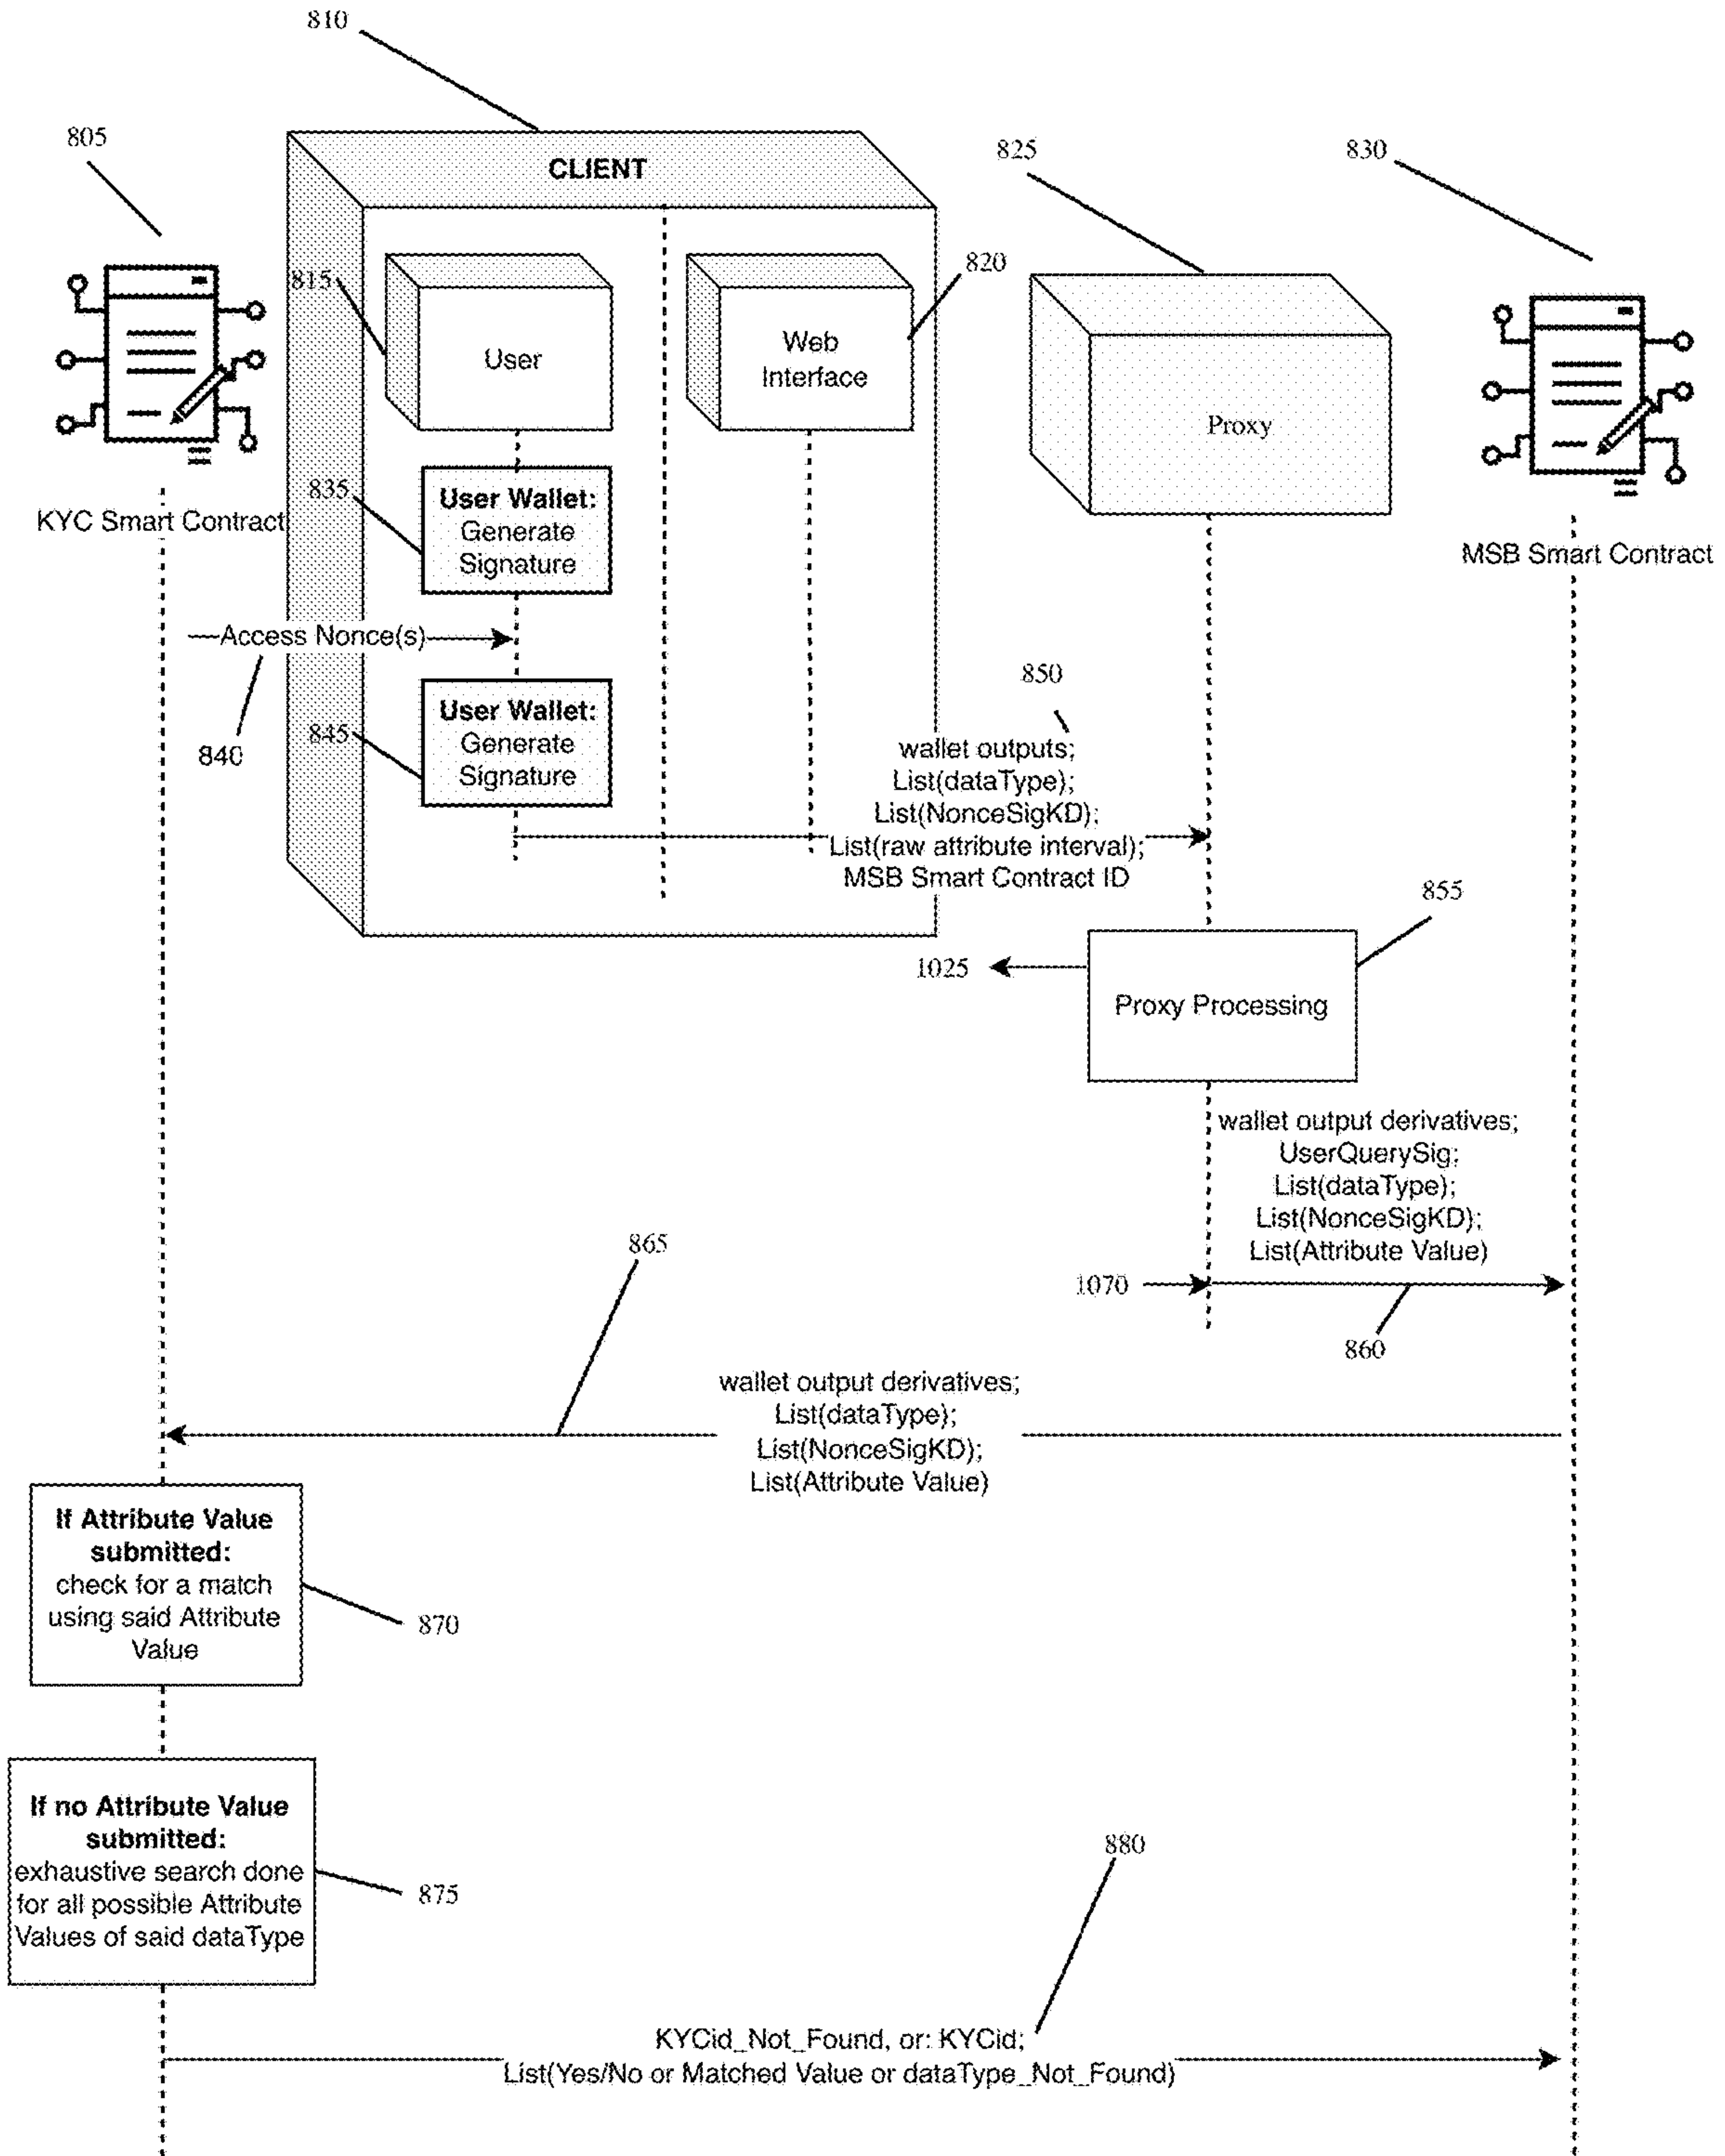 810
805
CLIENT
825
830
815
820
User
Web
Interface
Proxy
835
User Wallet:
Generate
Signature
KYC Smart Contract
MSB Smart Contract
Access Nonce(s)
840
845
User Wallet:
Generate
Signature
850
wallet outputs;
List(dataType);
List(NonceSigKD);
List(raw attribute interval);
MSB Smart Contract ID
855
1025
Proxy Processing
wallet output derivatives;
UserQuerySig;
List(dataType);
List(NonceSigKD);
List(Attribute Value)
1070
860
865
wallet output derivatives;
List(dataType);
List(NonceSigKD);
List(Attribute Value)
If Attribute Value
submitted:
check for a match
using said Attribute
Value
870
If no Attribute Value
submitted:
exhaustive search done
for all possible Attribute
Values of said dataType
875
880
KYCid_Not_Found, or: KYCid;
List(Yes/No or Matched Value or dataType_Not_Found)